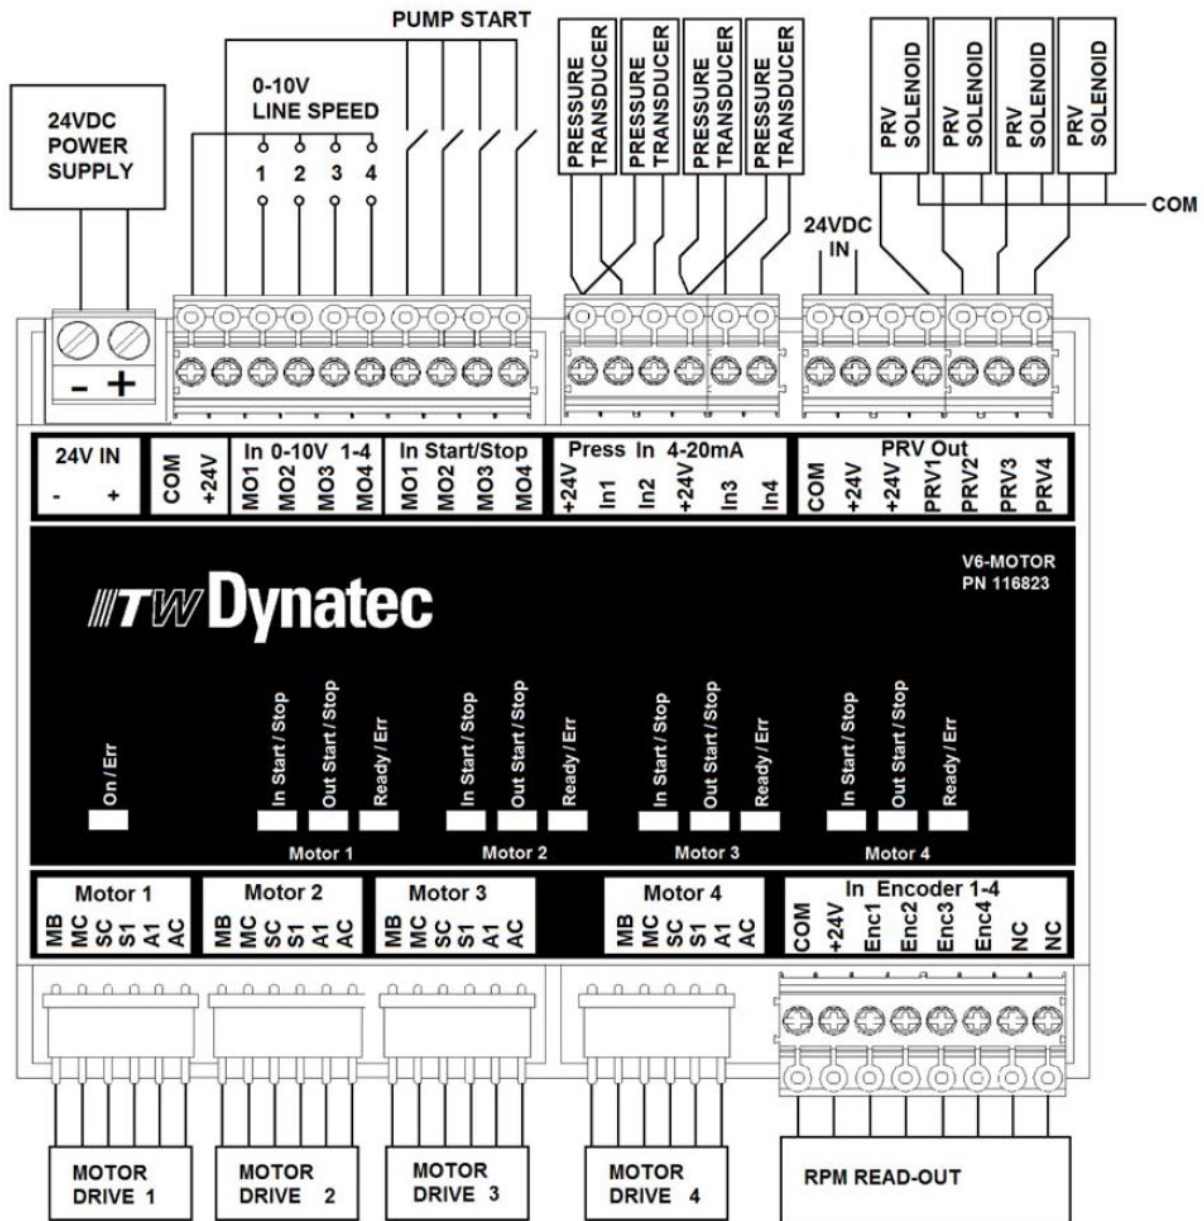 PUMP START
0-10V
LINE SPEED
1 2 3 4
24VDC
POWER
SUPPLY
PRESSURE
TRANSDUCER
PRESSURE
TRANSDUCER
PRESSURE
TRANSDUCER
PRESSURE
TRANSDUCER
PRV
SOLENOID
PRV
SOLENOID
PRV
SOLENOID
PRV
SOLENOID
COM
24VDC
IN
- +
24V IN
- +
COM
+24V
In 0-10V 1-4
MO1
MO2
MO3
MO4
In Start/Stop
MO1
MO2
MO3
MO4
Press In 4-20mA
+24V
In1
In2
+24V
In3
In4
PRV Out
COM
+24V
+24V
PRV1
PRV2
PRV3
PRV4
V6-MOTOR
PN 116823
ITW Dynatec
On / Err
In Start / Stop
Out Start / Stop
Ready / Err
Motor 1
In Start / Stop
Out Start / Stop
Ready / Err
Motor 2
In Start / Stop
Out Start / Stop
Ready / Err
Motor 3
In Start / Stop
Out Start / Stop
Ready / Err
Motor 4
Motor 1
MB
MC
SC
S1
A1
AC
Motor 2
MB
MC
SC
S1
A1
AC
Motor 3
MB
MC
SC
S1
A1
AC
Motor 4
MB
MC
SC
S1
A1
AC
In Encoder 1-4
COM
+24V
Enc1
Enc2
Enc3
Enc4
NC
NC
MOTOR
DRIVE 1
MOTOR
DRIVE 2
MOTOR
DRIVE 3
MOTOR
DRIVE 4
RPM READ-OUT